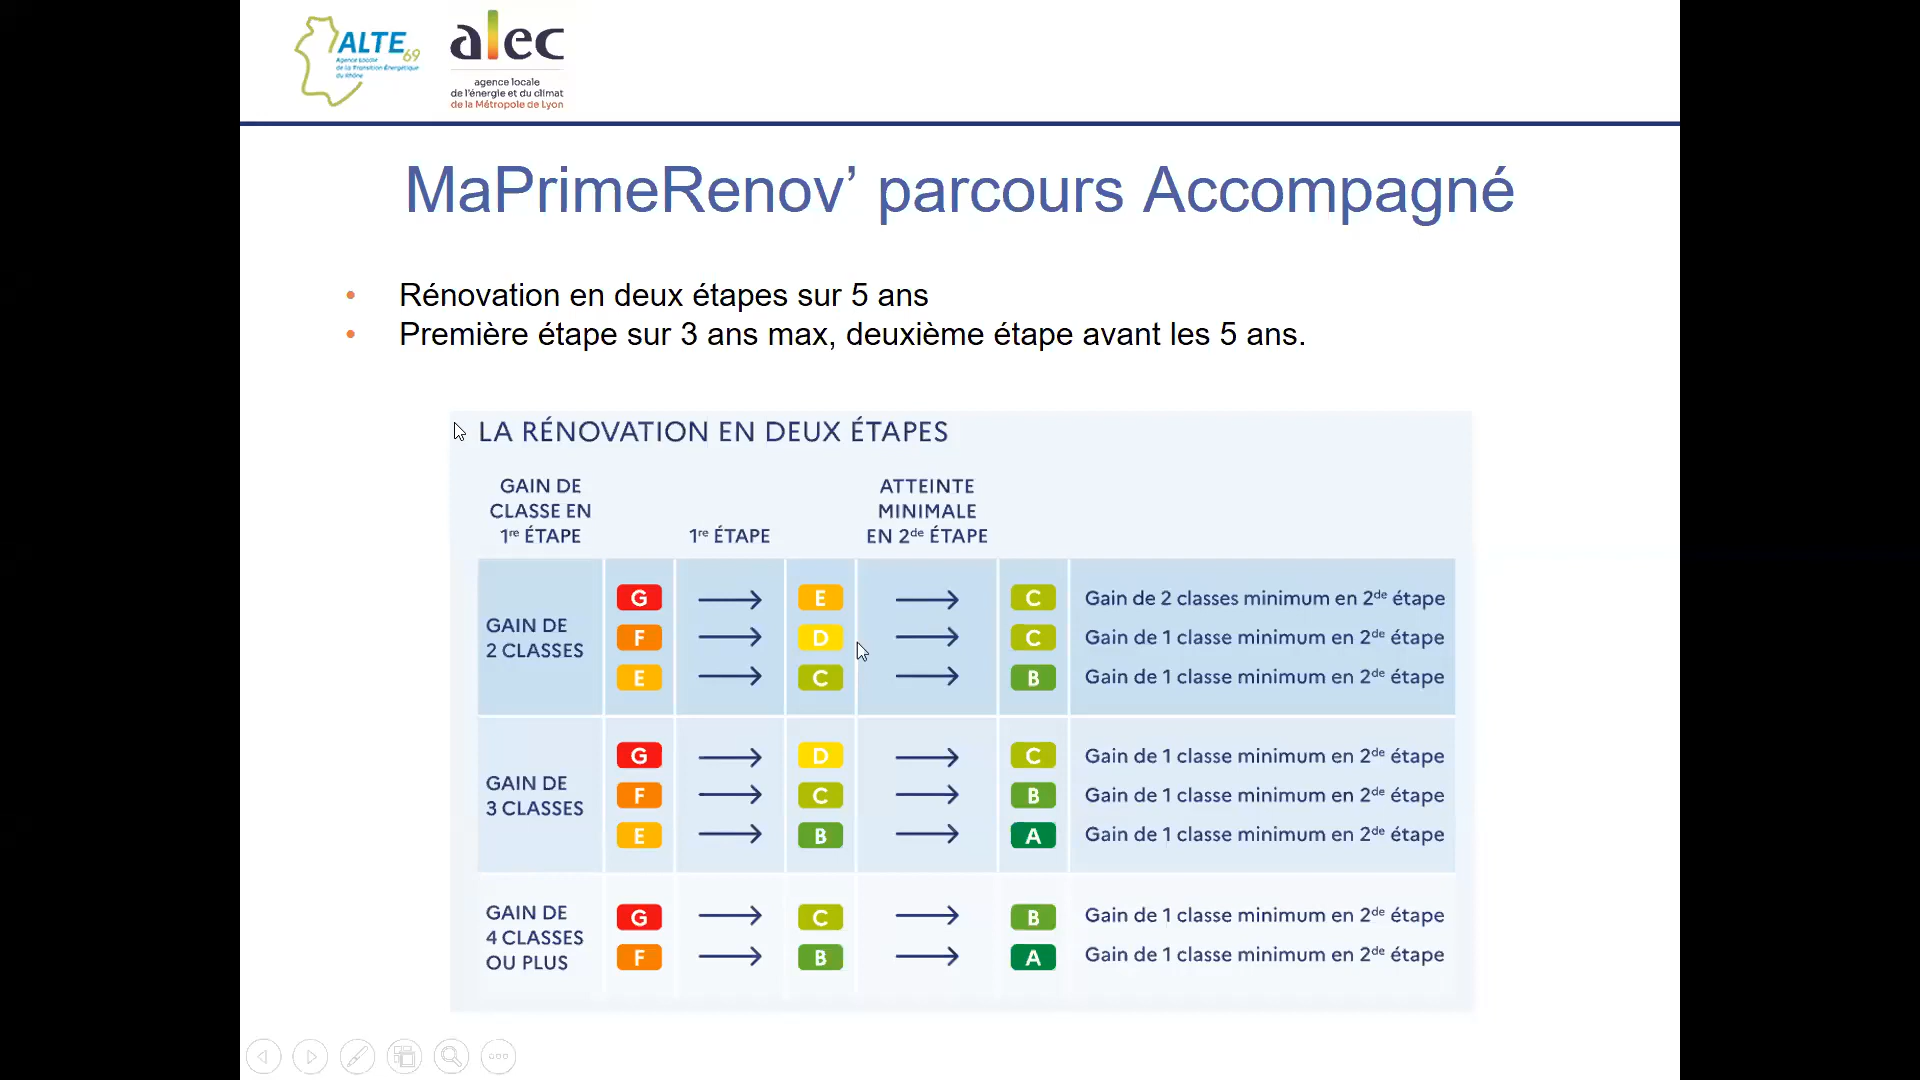 ALTE 69
Agence Locale
de la Transition Énergétique
du Rhône
alec
agence locale
de l'énergie et du climat
de la Métropole de Lyon
MaPrimeRenov’ parcours Accompagné
• Rénovation en deux étapes sur 5 ans
• Première étape sur 3 ans max, deuxième étape avant les 5 ans.
LA RÉNOVATION EN DEUX ÉTAPES
GAIN DE
CLASSE EN
1re ÉTAPE
1re ÉTAPE
ATTEINTE
MINIMALE
EN 2de ÉTAPE
GAIN DE
2 CLASSES
G → E → C Gain de 2 classes minimum en 2de étape
F → D → C Gain de 1 classe minimum en 2de étape
E → C → B Gain de 1 classe minimum en 2de étape
GAIN DE
3 CLASSES
G → D → C Gain de 1 classe minimum en 2de étape
F → C → B Gain de 1 classe minimum en 2de étape
E → B → A Gain de 1 classe minimum en 2de étape
GAIN DE
4 CLASSES
OU PLUS
G → C → B Gain de 1 classe minimum en 2de étape
F → B → A Gain de 1 classe minimum en 2de étape